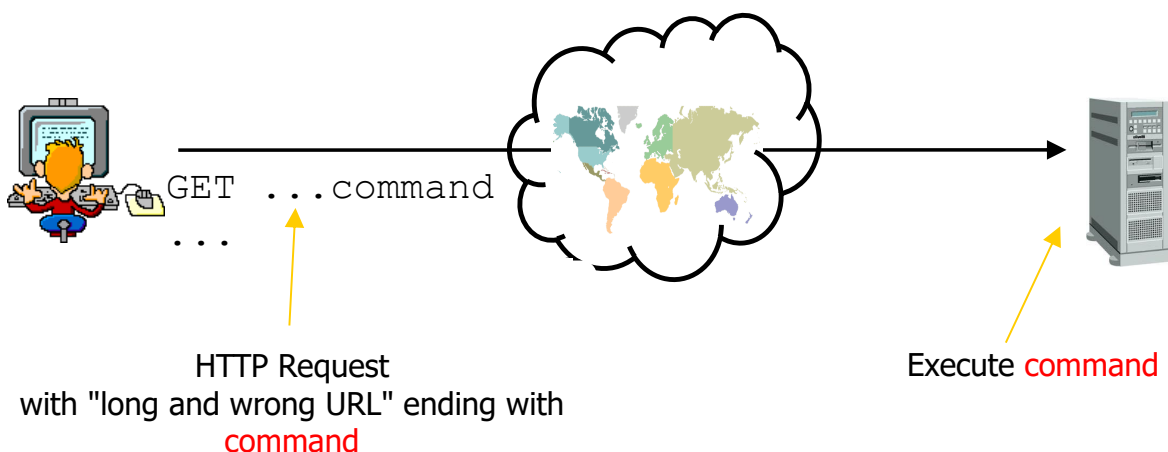 GET ...command
...
HTTP Request
with "long and wrong URL" ending with
command
Execute command